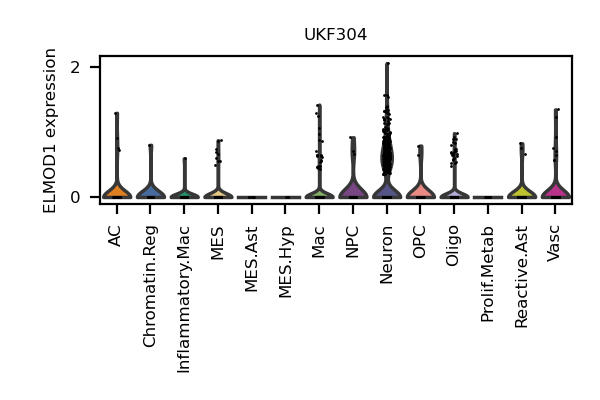 UKF304
ELMOD1 expression
2
0
AC
Chromatin.Reg
Inflammatory.Mac
MES
MES.Ast
MES.Hyp
Mac
NPC
Neuron
OPC
Oligo
Prolif.Metab
Reactive.Ast
Vasc